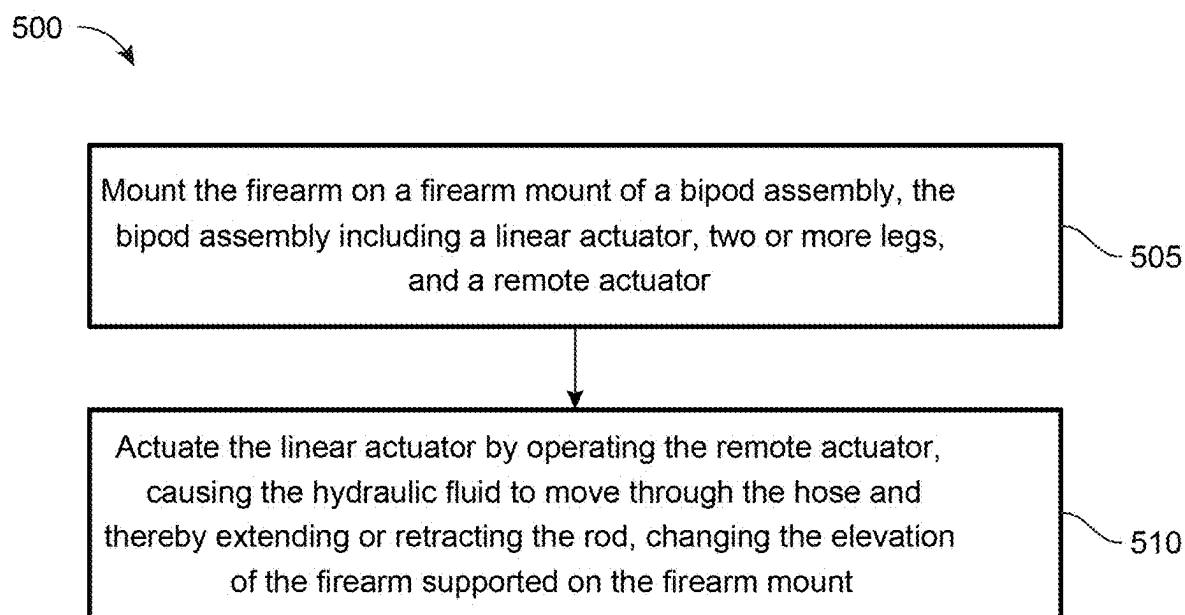 500
Mount the firearm on a firearm mount of a bipod assembly, the
bipod assembly including a linear actuator, two or more legs,
and a remote actuator
505
Actuate the linear actuator by operating the remote actuator,
causing the hydraulic fluid to move through the hose and
thereby extending or retracting the rod, changing the elevation
of the firearm supported on the firearm mount
510